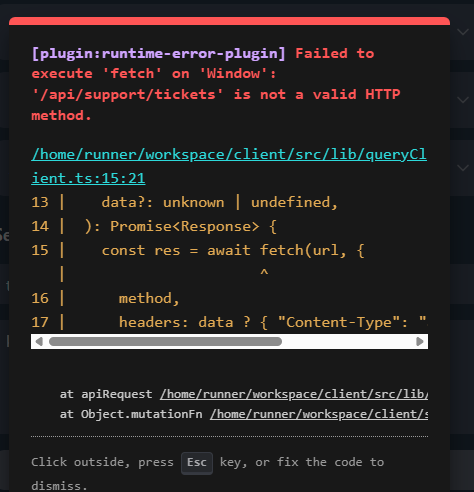 [plugin:runtime-error-plugin] Failed to
execute 'fetch' on 'Window':
'/api/support/tickets' is not a valid HTTP
method.
/home/runner/workspace/client/src/lib/queryCl
ient.ts:15:21
13 |    data?: unknown | undefined,
14 |  ): Promise<Response> {
15 |    const res = await fetch(url, {
   |                      ^
16 |      method,
17 |      headers: data ? { "Content-Type": "
at apiRequest /home/runner/workspace/client/src/lib/
at Object.mutationFn /home/runner/workspace/client/s
Click outside, press Esc key, or fix the code to
dismiss.